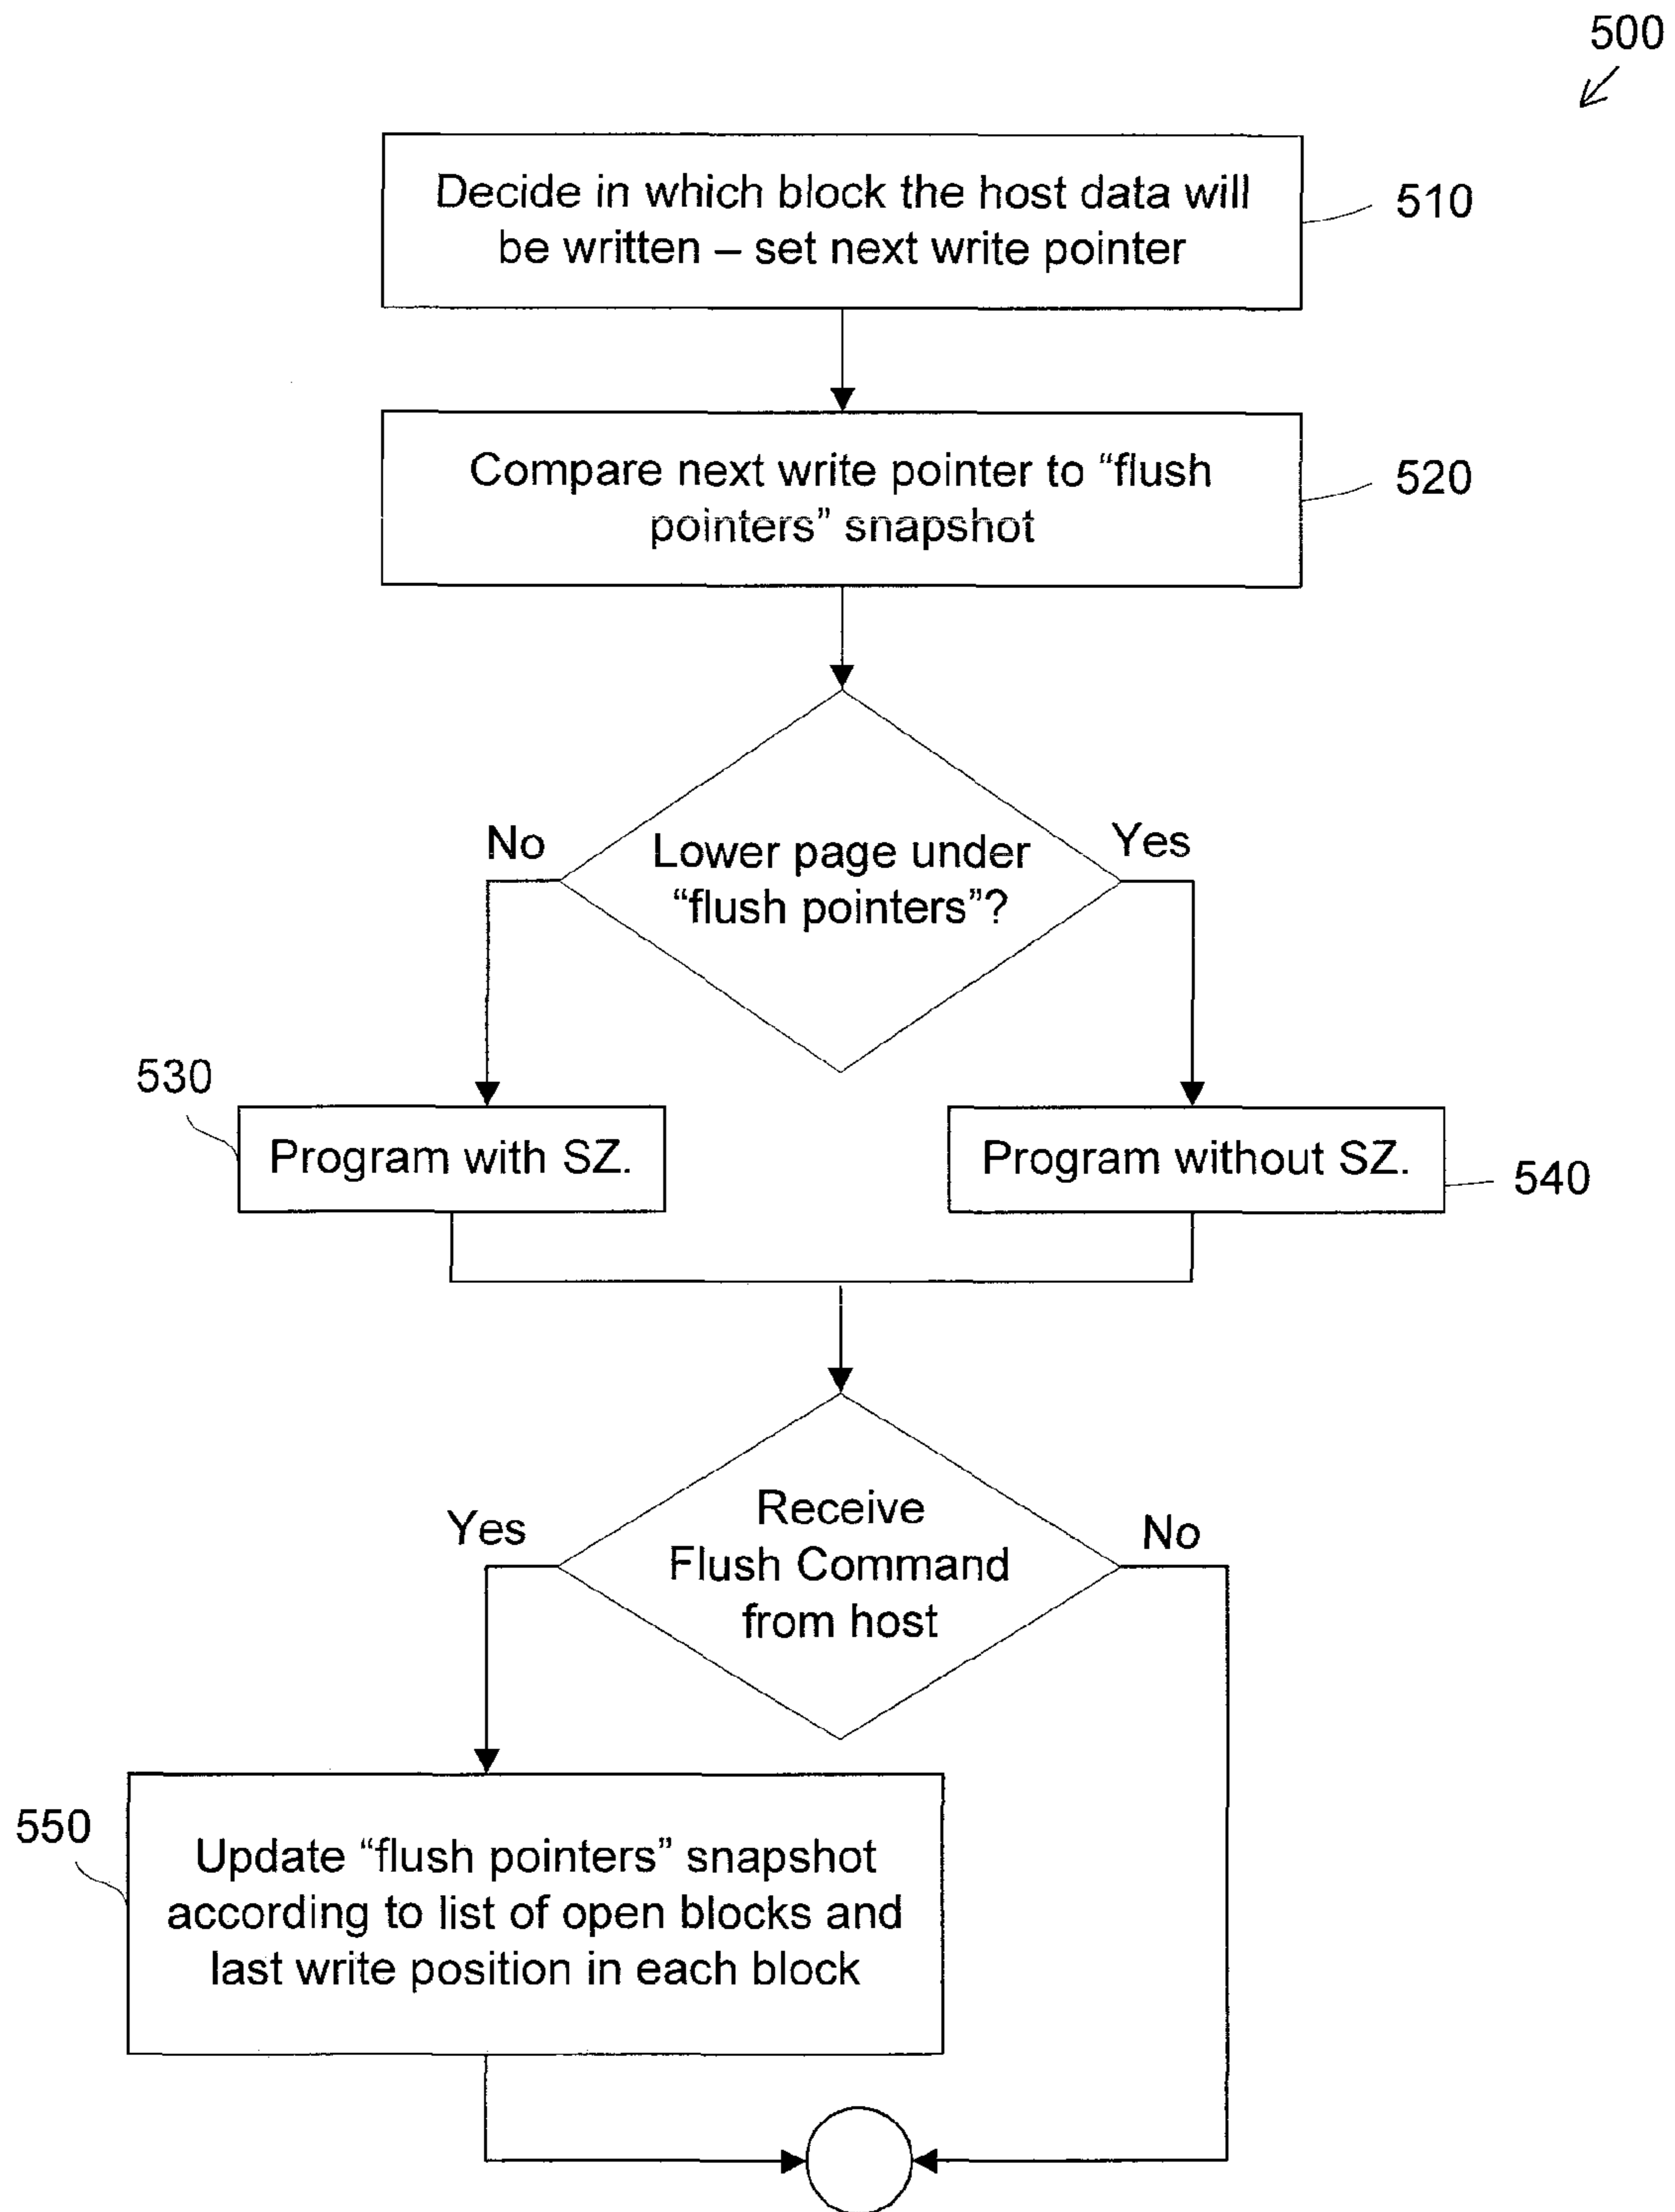 500
Decide in which block the host data will
be written – set next write pointer
510
Compare next write pointer to “flush
pointers” snapshot
520
No
Lower page under
“flush pointers”?
Yes
530
Program with SZ.
Program without SZ.
540
Yes
Receive
Flush Command
from host
No
550
Update “flush pointers” snapshot
according to list of open blocks and
last write position in each block